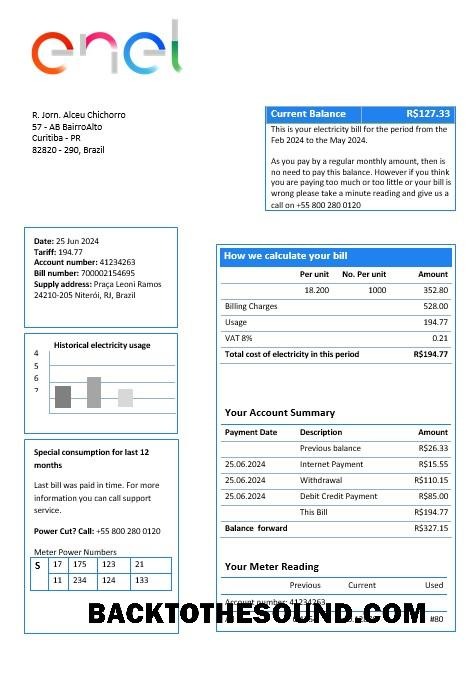 enel
R. Jorn. Alceu Chichorro
57 - AB BairroAlto
Curitiba - PR
82820 - 290, Brazil
Current Balance R$127.33
This is your electricity bill for the period from the
Feb 2024 to the May 2024.
As you pay by a regular monthly amount, then is
no need to pay this balance. However if you think
you are paying too much or too little or your bill is
wrong please take a minute reading and give us a
call on +55 800 280 0120
Date: 25 Jun 2024
Tariff: 194.77
Account number: 41234263
Bill number: 700002154695
Supply address: Praça Leoni Ramos
24210-205 Niterói, RJ, Brazil
Historical electricity usage
4
5
6
7
Special consumption for last 12
months
Last bill was paid in time. For more
information you can call support
service.
Power Cut? Call: +55 800 280 0120
Meter Power Numbers
S 17 175 123 21
11 234 124 133
How we calculate your bill
Per unit No. Per unit Amount
18.200 1000 352.80
Billing Charges 528.00
Usage 194.77
VAT 8% 0.21
Total cost of electricity in this period R$194.77
Your Account Summary
Payment Date Description Amount
Previous balance R$26.33
25.06.2024 Internet Payment R$15.55
25.06.2024 Withdrawal R$110.15
25.06.2024 Debit Credit Payment R$85.00
This Bill R$194.77
Balance forward R$327.15
Your Meter Reading
Previous Current Used
Account number: 41234263
#80
BACKTOTHESOUND.COM